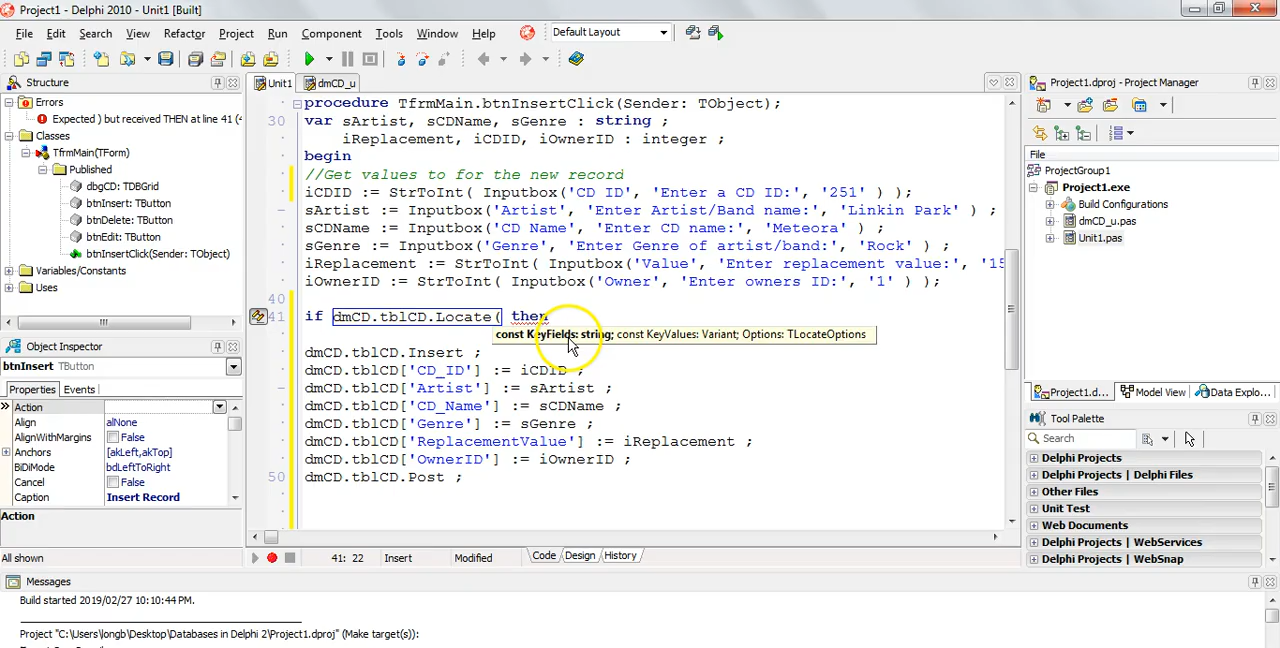 Project1 - Delphi 2010 - Unit1 [Built]
File Edit Search View Refactor Project Run Component Tools Window Help Default Layout
Structure
Errors
Expected ) but received THEN at line 41 (4
Classes
TfrmMain(TForm)
Published
dbgCD: TDBGrid
btnInsert: TButton
btnDelete: TButton
btnEdit: TButton
btnInsertClick(Sender: TObject)
Variables/Constants
Uses
Object Inspector
btnInsert TButton
Properties Events
Action
Align alNone
AlignWithMargins False
Anchors [akLeft,akTop]
BiDiMode bdLeftToRight
Cancel False
Caption Insert Record
Action
All shown
Unit1 dmCD_u
procedure TfrmMain.btnInsertClick(Sender: TObject);
30 var sArtist, sCDName, sGenre : string ;
iReplacement, iCDID, iOwnerID : integer ;
begin
//Get values to for the new record
iCDID := StrToInt( Inputbox('CD ID', 'Enter a CD ID:', '251' ) );
sArtist := Inputbox('Artist', 'Enter Artist/Band name:', 'Linkin Park' ) ;
sCDName := Inputbox('CD Name', 'Enter CD name:', 'Meteora' ) ;
sGenre := Inputbox('Genre', 'Enter Genre of artist/band:', 'Rock' ) ;
iReplacement := StrToInt( Inputbox('Value', 'Enter replacement value:', '15
iOwnerID := StrToInt( Inputbox('Owner', 'Enter owners ID:', '1' ) );
40
41 if dmCD.tblCD.Locate( then
const KeyFields: string; const KeyValues: Variant; Options: TLocateOptions
dmCD.tblCD.Insert ;
dmCD.tblCD['CD_ID'] := iCDID ;
dmCD.tblCD['Artist'] := sArtist ;
dmCD.tblCD['CD_Name'] := sCDName ;
dmCD.tblCD['Genre'] := sGenre ;
dmCD.tblCD['ReplacementValue'] := iReplacement ;
dmCD.tblCD['OwnerID'] := iOwnerID ;
50 dmCD.tblCD.Post ;
41: 22 Insert Modified Code Design History
Project1.dproj - Project Manager
File
ProjectGroup1
Project1.exe
Build Configurations
dmCD_u.pas
Unit1.pas
Project1.d... Model View Data Explo...
Tool Palette
Search
Delphi Projects
Delphi Projects | Delphi Files
Other Files
Unit Test
Web Documents
Delphi Projects | WebServices
Delphi Projects | WebSnap
Messages
Build started 2019/02/27 10:10:44 PM.
Project "C:\Users\longb\Desktop\Databases in Delphi 2\Project1.dproj" (Make target(s)):